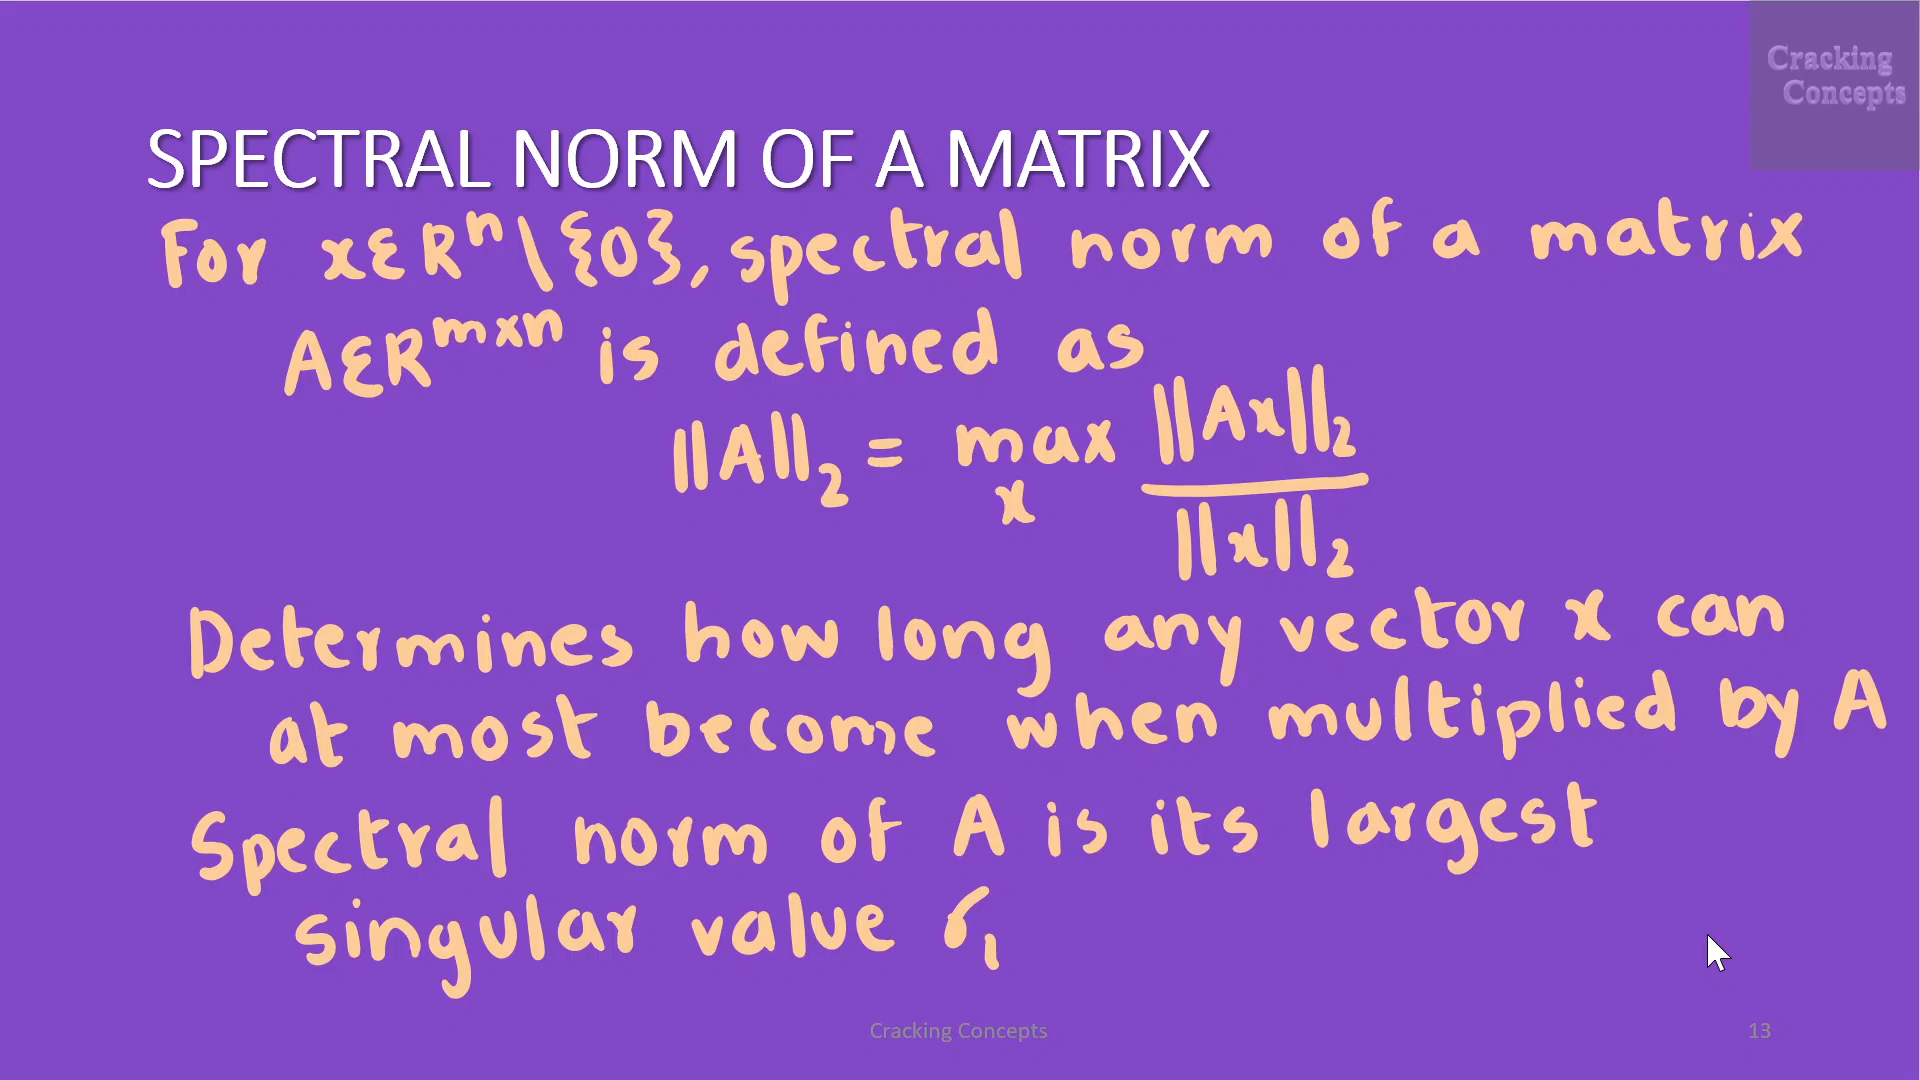 Cracking
Concepts
SPECTRAL NORM OF A MATRIX
For x∈Rⁿ\{0}, spectral norm of a matrix
A∈Rᵐˣⁿ is defined as
||A||₂ = max_x ||Ax||₂ / ||x||₂
Determines how long any vector x can
at most become when multiplied by A
Spectral norm of A is its largest
singular value σ₁
Cracking Concepts
13